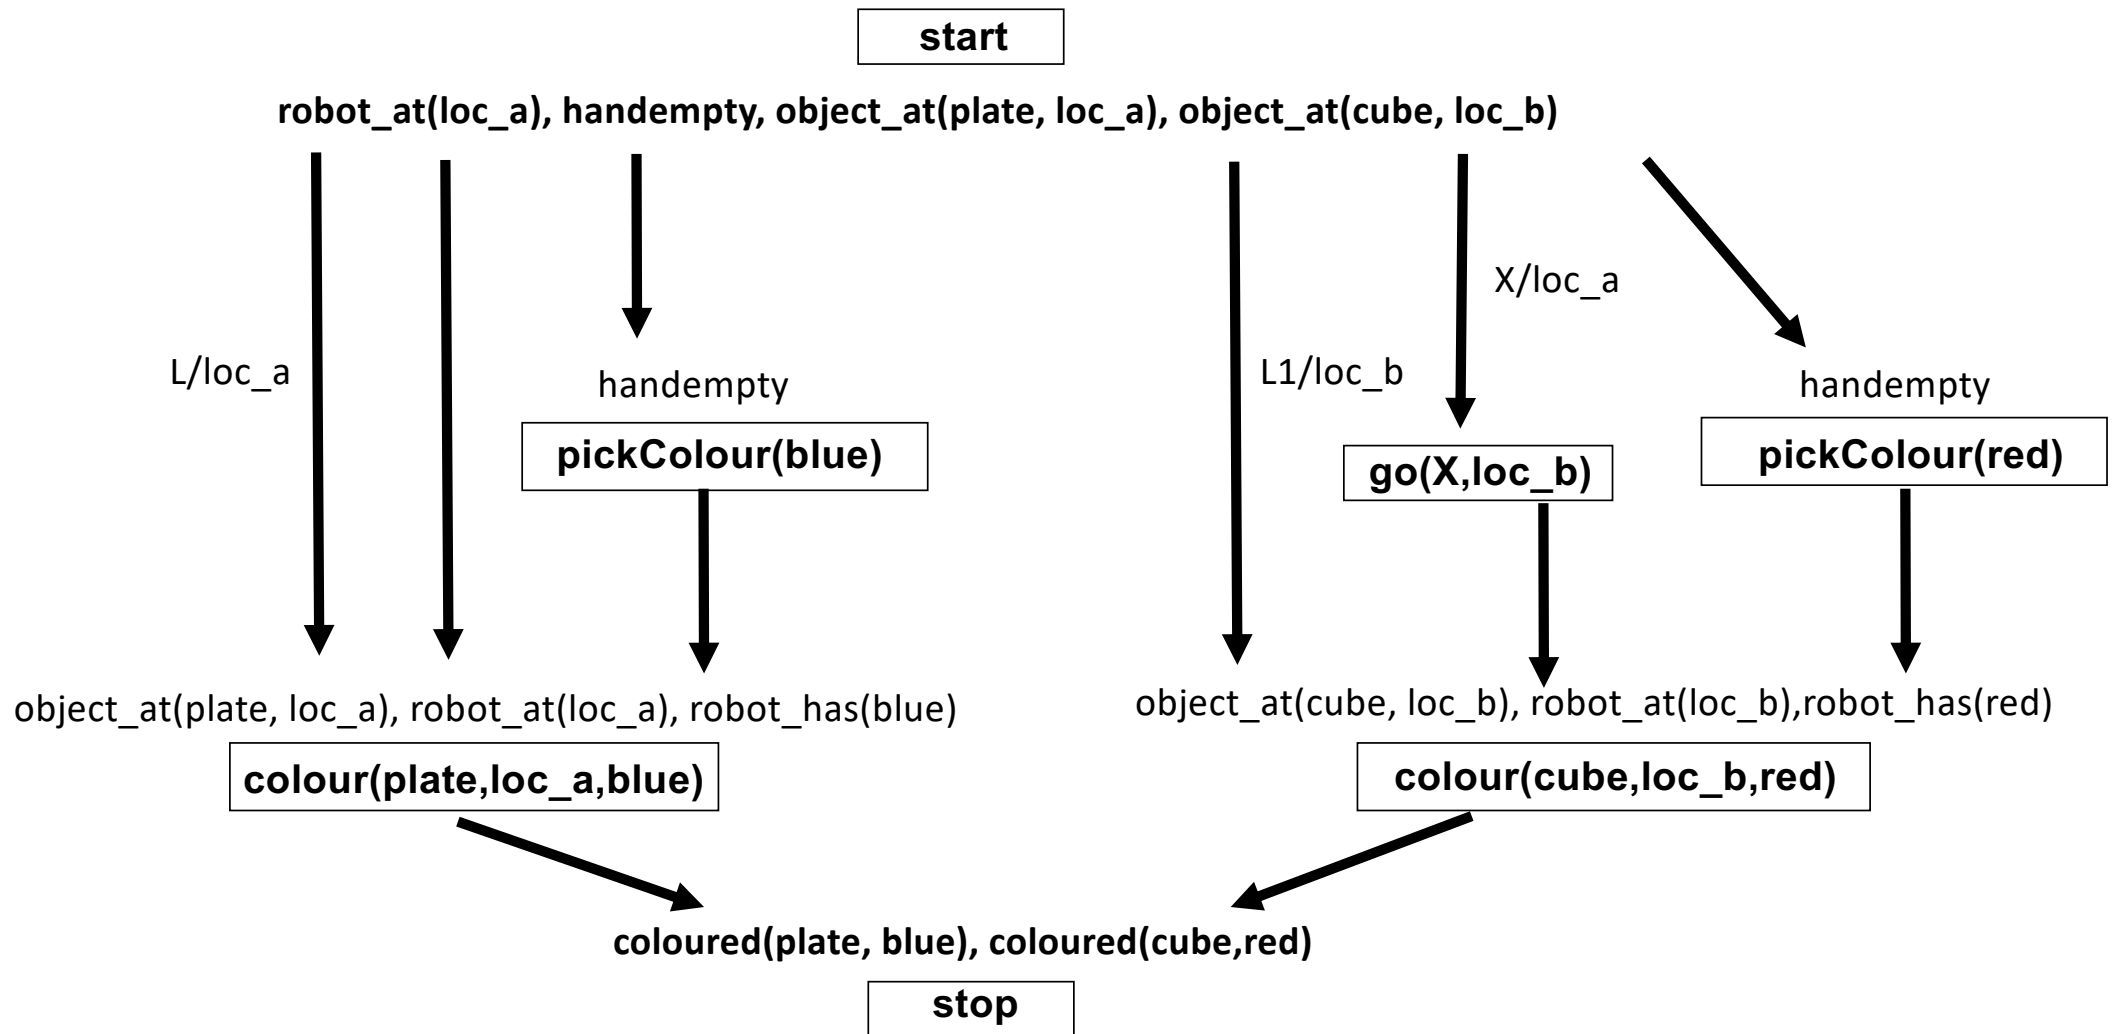 start
robot_at(loc_a), handempty, object_at(plate, loc_a), object_at(cube, loc_b)
X/loc_a
L/loc_a
L1/loc_b
handempty
handempty
pickColour(blue)
go(X,loc_b)
pickColour(red)
object_at(plate, loc_a), robot_at(loc_a), robot_has(blue)
object_at(cube, loc_b), robot_at(loc_b),robot_has(red)
colour(plate,loc_a,blue)
colour(cube,loc_b,red)
coloured(plate, blue), coloured(cube,red)
stop